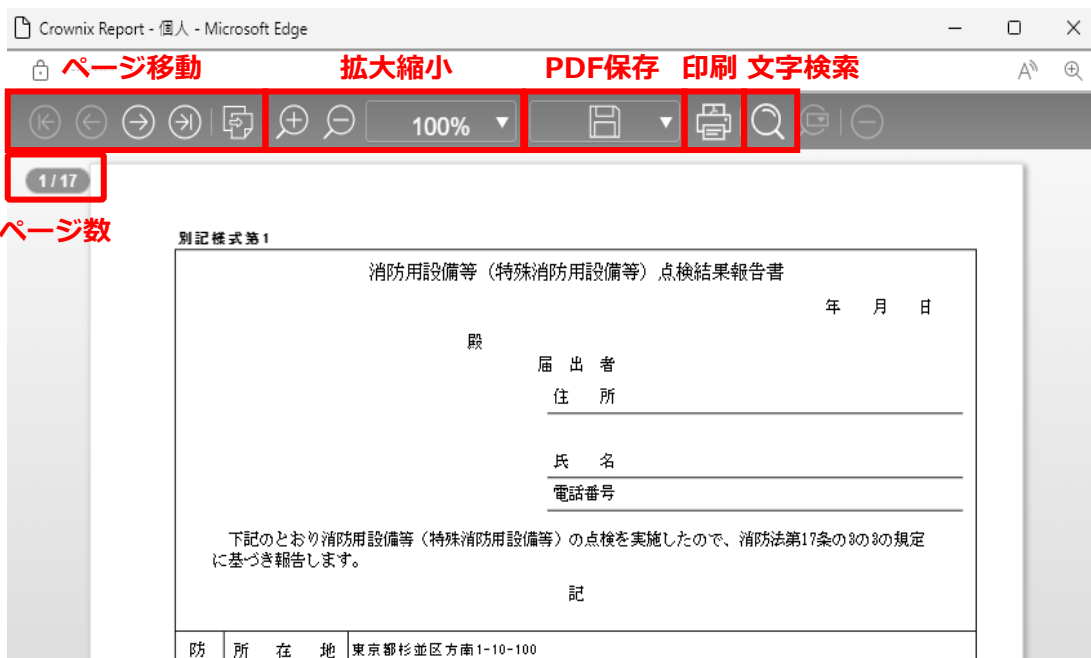 Crownix Report - 個人 - Microsoft Edge
ページ移動 拡大縮小 PDF保存 印刷 文字検索
100%
1 / 17
ページ数
別記様式第1
消防用設備等（特殊消防用設備等）点検結果報告書
年 月 日
殿
届 出 者
住 所
氏 名
電話番号
下記のとおり消防用設備等（特殊消防用設備等）の点検を実施したので、消防法第17条の3の3の規定
に基づき報告します。
記
防 所 在 地 東京都杉並区方南1-10-100